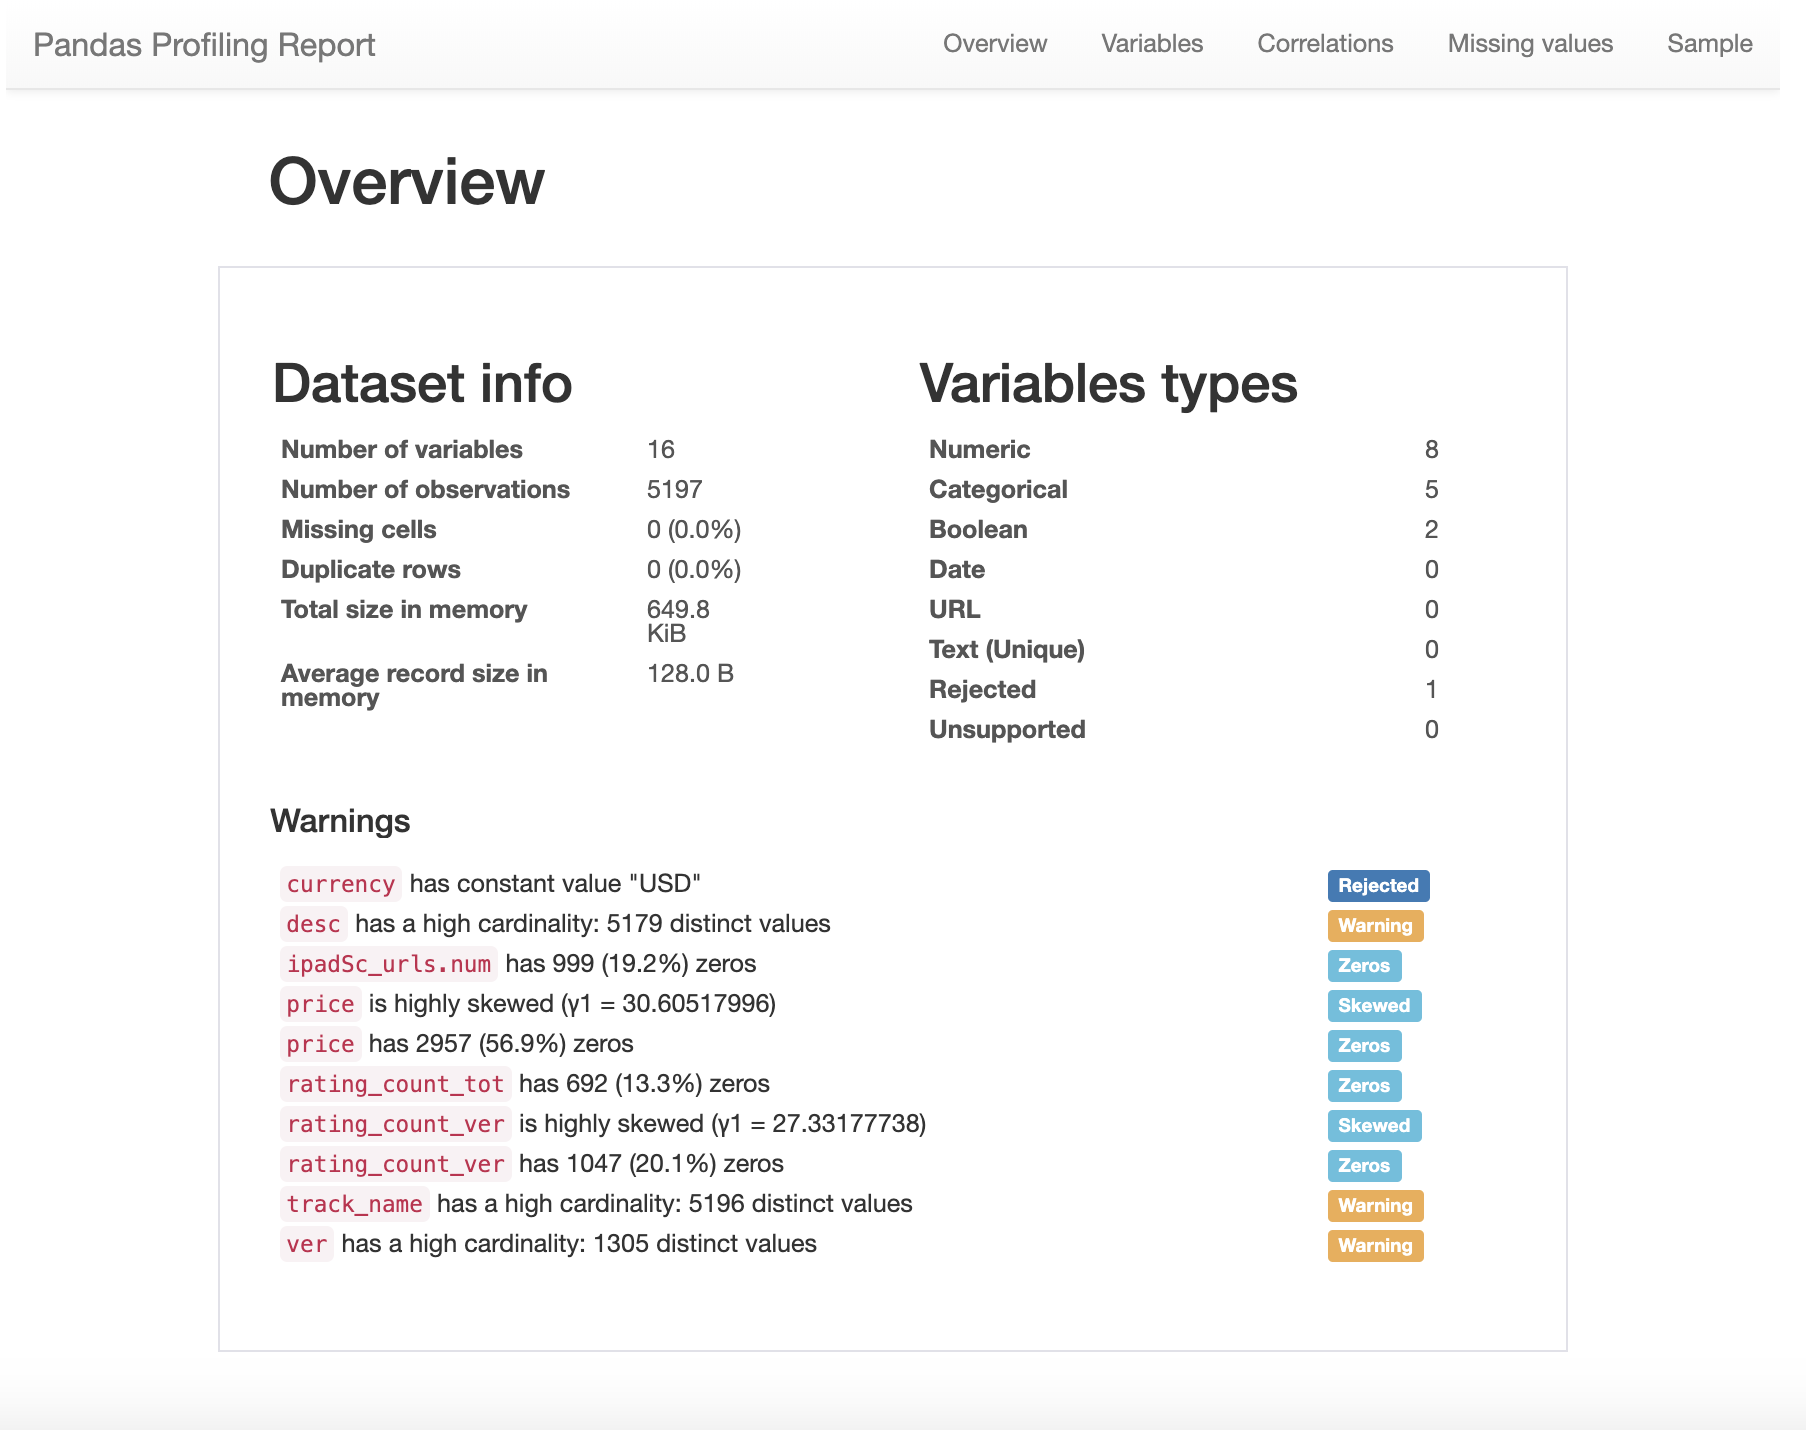 Pandas Profiling Report
Overview Variables Correlations Missing values Sample
Overview
Dataset info
Number of variables 16
Number of observations 5197
Missing cells 0 (0.0%)
Duplicate rows 0 (0.0%)
Total size in memory 649.8
KiB
Average record size in 128.0 B
memory
Variables types
Numeric 8
Categorical 5
Boolean 2
Date 0
URL 0
Text (Unique) 0
Rejected 1
Unsupported 0
Warnings
currency has constant value "USD" Rejected
desc has a high cardinality: 5179 distinct values Warning
ipadSc_urls.num has 999 (19.2%) zeros Zeros
price is highly skewed (γ1 = 30.60517996) Skewed
price has 2957 (56.9%) zeros Zeros
rating_count_tot has 692 (13.3%) zeros Zeros
rating_count_ver is highly skewed (γ1 = 27.33177738) Skewed
rating_count_ver has 1047 (20.1%) zeros Zeros
track_name has a high cardinality: 5196 distinct values Warning
ver has a high cardinality: 1305 distinct values Warning